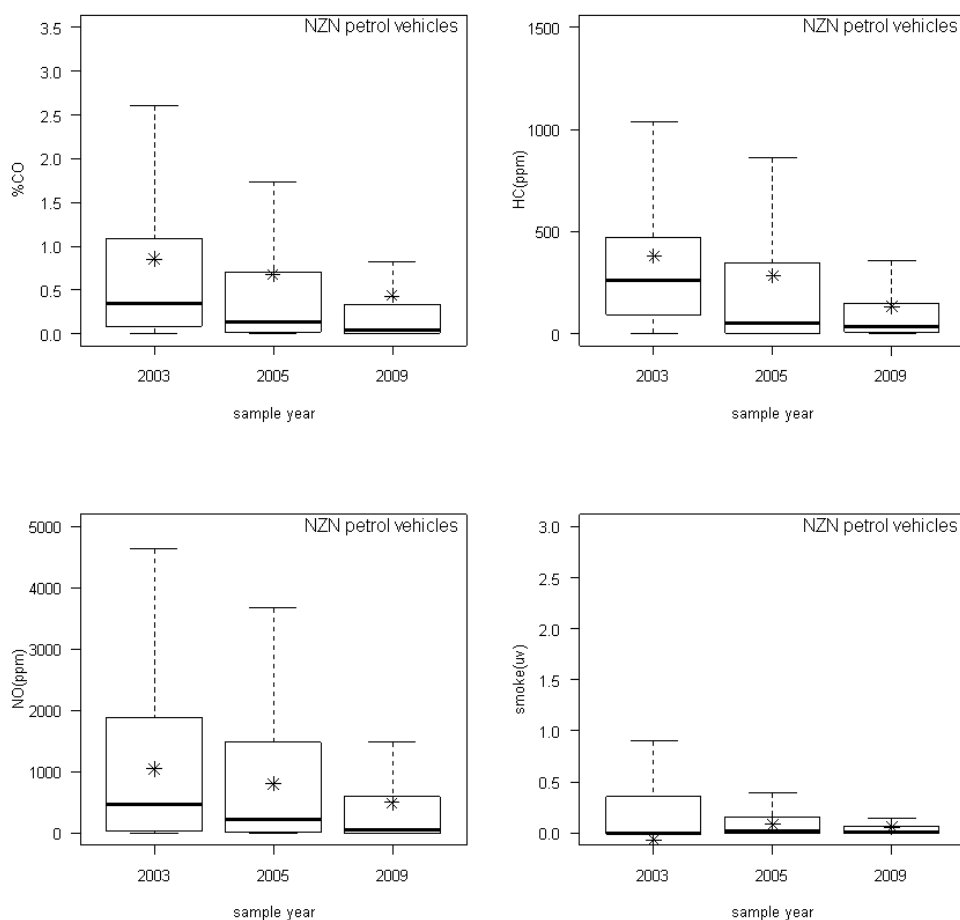 NZN petrol vehicles
3.5
3.0
2.5
2.0
1.5
1.0
0.5
0.0
%CO
2003 2005 2009
sample year
NZN petrol vehicles
1500
1000
500
0
HC(ppm)
2003 2005 2009
sample year
NZN petrol vehicles
5000
4000
3000
2000
1000
0
NO(ppm)
2003 2005 2009
sample year
NZN petrol vehicles
3.0
2.5
2.0
1.5
1.0
0.5
0.0
smoke(uv)
2003 2005 2009
sample year